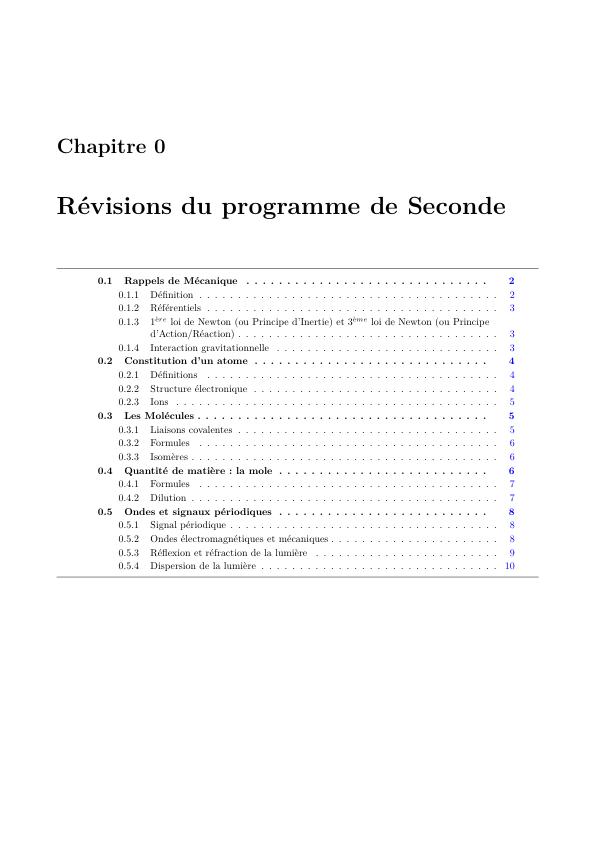 Chapitre 0
Révisions du programme de Seconde
0.1 Rappels de Mécanique . . . . . . . . . . . . . . . . . . . . . . . . . . . . . . 2
0.1.1 Définition . . . . . . . . . . . . . . . . . . . . . . . . . . . . . . . . . . 2
0.1.2 Référentiels . . . . . . . . . . . . . . . . . . . . . . . . . . . . . . . . . 3
0.1.3 1ère loi de Newton (ou Principe d'Inertie) et 3ème loi de Newton (ou Principe
d'Action/Réaction) . . . . . . . . . . . . . . . . . . . . . . . . . . . . . 3
0.1.4 Interaction gravitationnelle . . . . . . . . . . . . . . . . . . . . . . . . . 3
0.2 Constitution d'un atome . . . . . . . . . . . . . . . . . . . . . . . . . . . . . 4
0.2.1 Définitions . . . . . . . . . . . . . . . . . . . . . . . . . . . . . . . . . 4
0.2.2 Structure électronique . . . . . . . . . . . . . . . . . . . . . . . . . . . . 4
0.2.3 Ions . . . . . . . . . . . . . . . . . . . . . . . . . . . . . . . . . . . . . 5
0.3 Les Molécules . . . . . . . . . . . . . . . . . . . . . . . . . . . . . . . . . . . . 5
0.3.1 Liaisons covalentes . . . . . . . . . . . . . . . . . . . . . . . . . . . . . 5
0.3.2 Formules . . . . . . . . . . . . . . . . . . . . . . . . . . . . . . . . . . 6
0.3.3 Isomères . . . . . . . . . . . . . . . . . . . . . . . . . . . . . . . . . . . 6
0.4 Quantité de matière : la mole . . . . . . . . . . . . . . . . . . . . . . . . . . 6
0.4.1 Formules . . . . . . . . . . . . . . . . . . . . . . . . . . . . . . . . . . 7
0.4.2 Dilution . . . . . . . . . . . . . . . . . . . . . . . . . . . . . . . . . . . 7
0.5 Ondes et signaux périodiques . . . . . . . . . . . . . . . . . . . . . . . . . . 8
0.5.1 Signal périodique . . . . . . . . . . . . . . . . . . . . . . . . . . . . . . 8
0.5.2 Ondes électromagnétiques et mécaniques . . . . . . . . . . . . . . . . . . 8
0.5.3 Réflexion et réfraction de la lumière . . . . . . . . . . . . . . . . . . . . 9
0.5.4 Dispersion de la lumière . . . . . . . . . . . . . . . . . . . . . . . . . . . 10